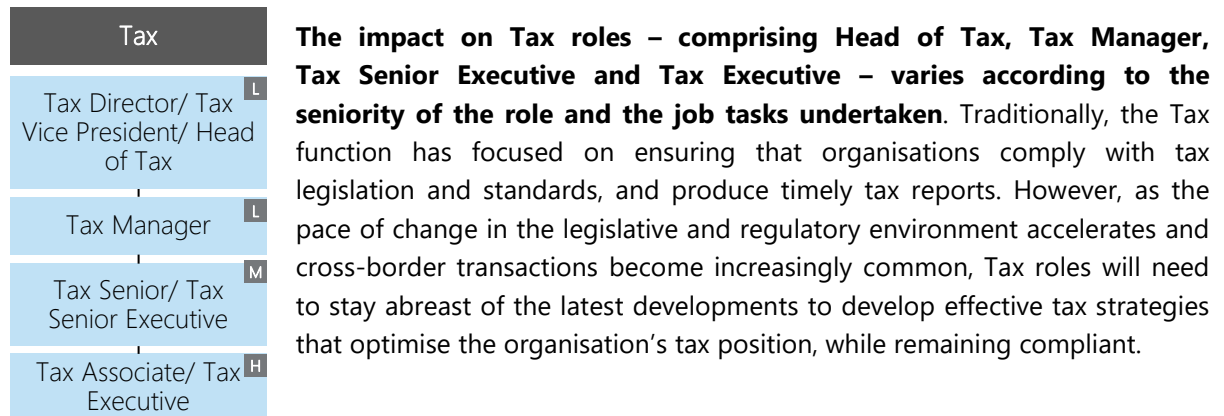 Tax
L
Tax Director/ Tax
Vice President/ Head
of Tax
L
Tax Manager
M
Tax Senior/ Tax
Senior Executive
H
Tax Associate/ Tax
Executive
The impact on Tax roles – comprising Head of Tax, Tax Manager,
Tax Senior Executive and Tax Executive – varies according to the
seniority of the role and the job tasks undertaken. Traditionally, the Tax
function has focused on ensuring that organisations comply with tax
legislation and standards, and produce timely tax reports. However, as the
pace of change in the legislative and regulatory environment accelerates and
cross-border transactions become increasingly common, Tax roles will need
to stay abreast of the latest developments to develop effective tax strategies
that optimise the organisation’s tax position, while remaining compliant.